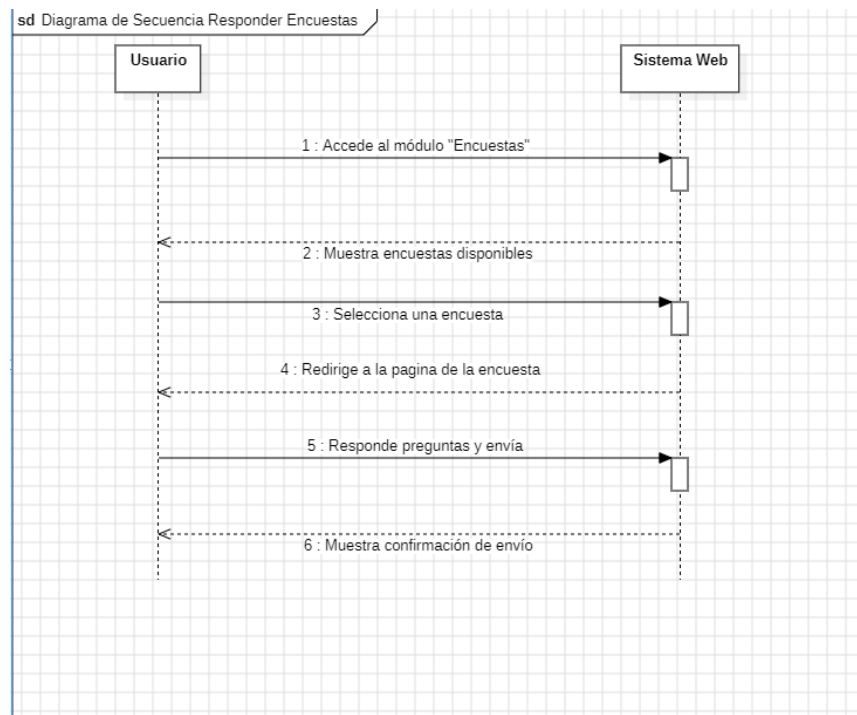 sd Diagrama de Secuencia Responder Encuestas
Usuario
Sistema Web
1 : Accede al módulo "Encuestas"
2 : Muestra encuestas disponibles
3 : Selecciona una encuesta
4 : Redirige a la pagina de la encuesta
5 : Responde preguntas y envía
6 : Muestra confirmación de envío